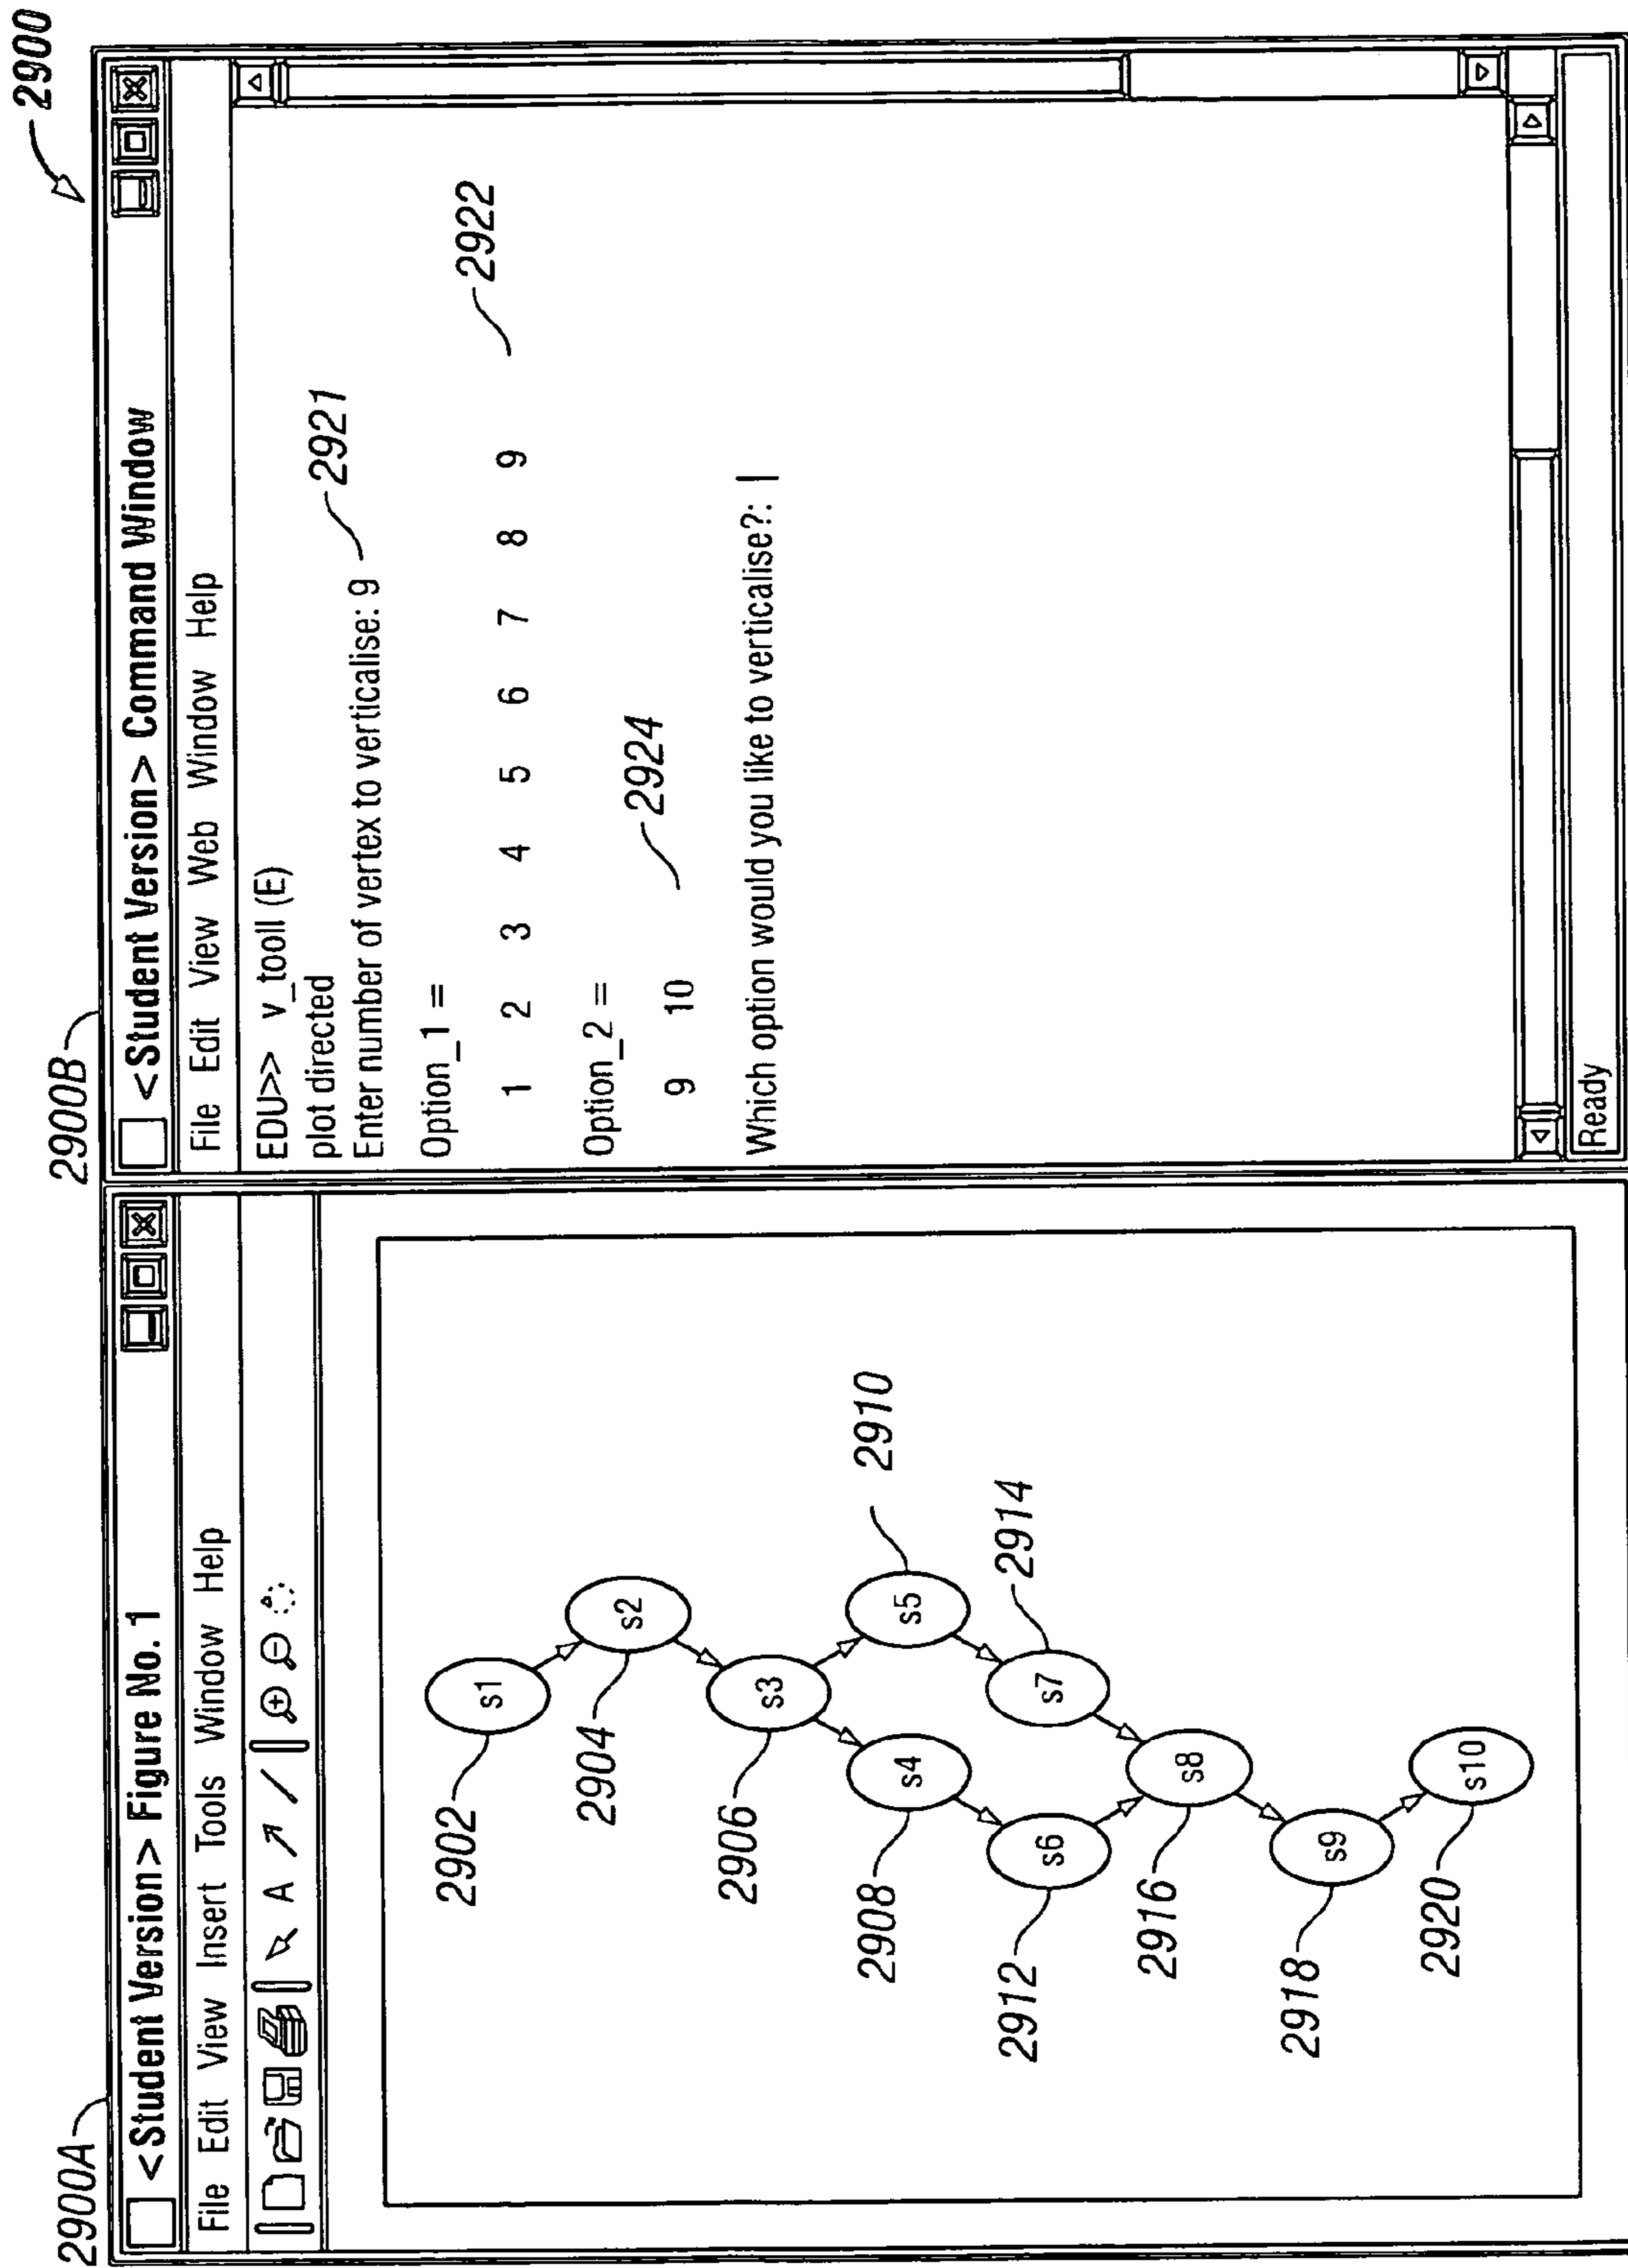 2900
2900A
<Student Version> Figure No. 1
File Edit View Insert Tools Window Help
A
2902
s1
2904
s2
2906
s3
2908
s4
s5
2910
2912
s6
s7
2914
2916
s8
2918
s9
2920
s10
2900B
<Student Version> Command Window
File Edit View Web Window Help
EDU>> v_tooll (E)
plot directed
Enter number of vertex to verticalise: 9
2921
Option_1 =
1 2 3 4 5 6 7 8 9
2922
Option_2 =
9 10
2924
Which option would you like to verticalise?: |
Ready